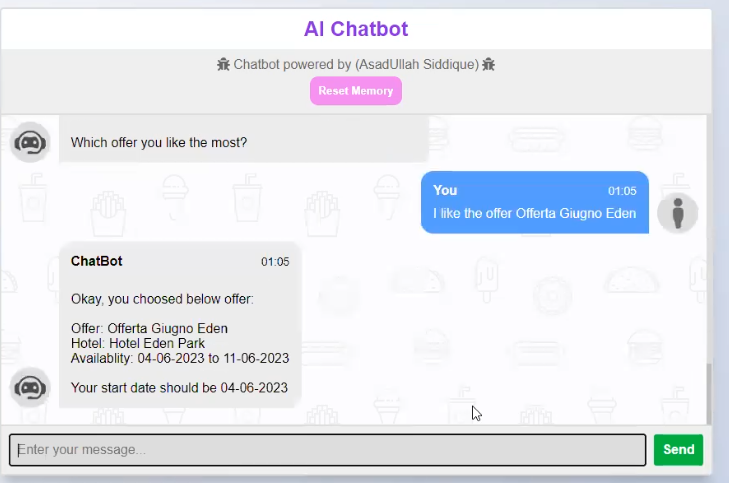 AI Chatbot
Chatbot powered by (AsadUllah Siddique)
Reset Memory
Which offer you like the most?
You 01:05
I like the offer Offerta Giugno Eden
ChatBot 01:05
Okay, you choosed below offer:
Offer: Offerta Giugno Eden
Hotel: Hotel Eden Park
Availablity: 04-06-2023 to 11-06-2023
Your start date should be 04-06-2023
Enter your message...
Send